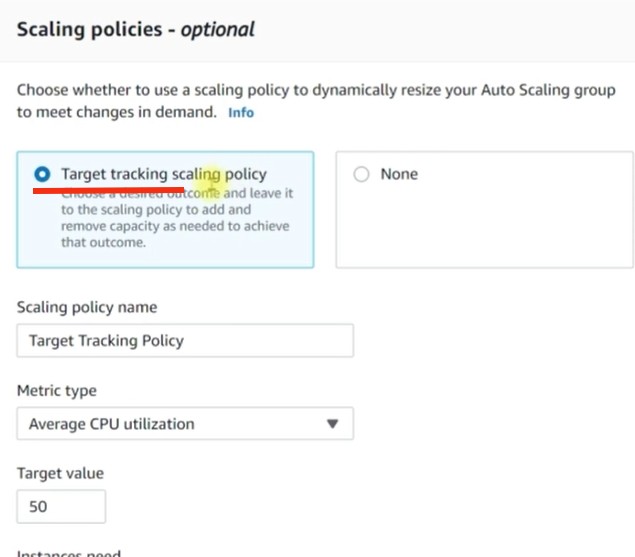 Scaling policies - optional
Choose whether to use a scaling policy to dynamically resize your Auto Scaling group
to meet changes in demand. Info
Target tracking scaling policy
Choose a desired outcome and leave it
to the scaling policy to add and
remove capacity as needed to achieve
that outcome.
None
Scaling policy name
Target Tracking Policy
Metric type
Average CPU utilization
Target value
50
Instances need